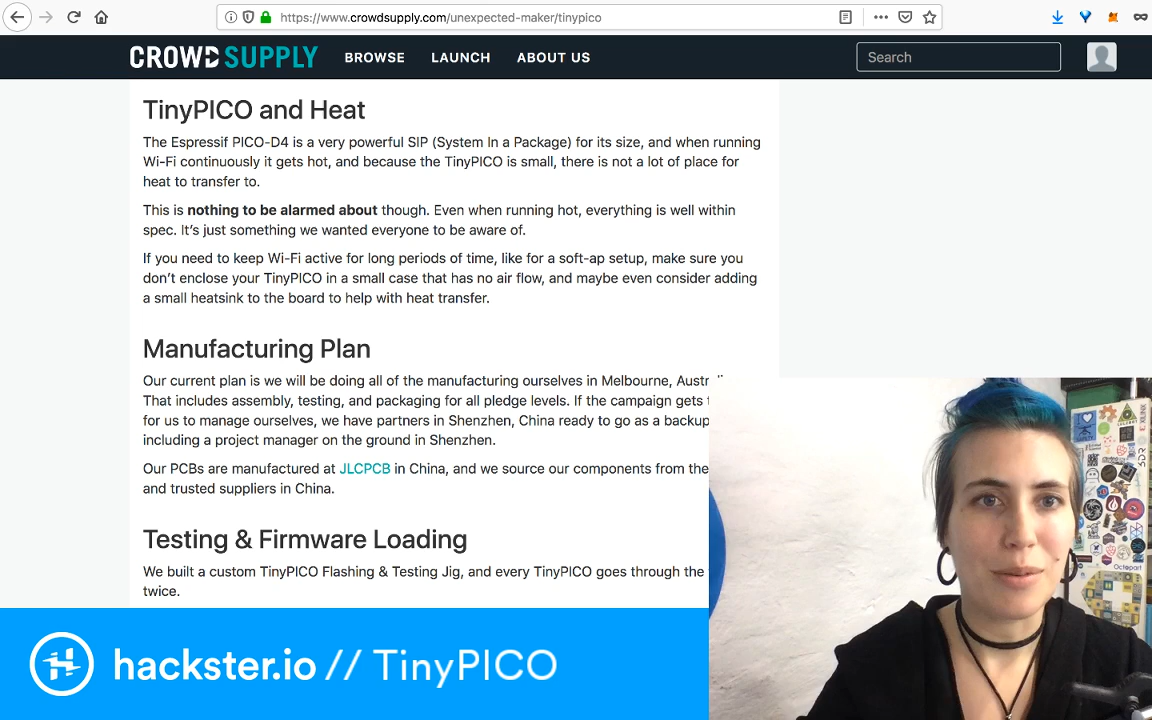 https://www.crowdsupply.com/unexpected-maker/tinypico
CROWD SUPPLY BROWSE LAUNCH ABOUT US Search
TinyPICO and Heat
The Espressif PICO-D4 is a very powerful SIP (System In a Package) for its size, and when running
Wi-Fi continuously it gets hot, and because the TinyPICO is small, there is not a lot of place for
heat to transfer to.
This is nothing to be alarmed about though. Even when running hot, everything is well within
spec. It's just something we wanted everyone to be aware of.
If you need to keep Wi-Fi active for long periods of time, like for a soft-ap setup, make sure you
don't enclose your TinyPICO in a small case that has no air flow, and maybe even consider adding
a small heatsink to the board to help with heat transfer.
Manufacturing Plan
Our current plan is we will be doing all of the manufacturing ourselves in Melbourne, Austr
That includes assembly, testing, and packaging for all pledge levels. If the campaign gets
for us to manage ourselves, we have partners in Shenzhen, China ready to go as a backup
including a project manager on the ground in Shenzhen.
Our PCBs are manufactured at JLCPCB in China, and we source our components from the
and trusted suppliers in China.
Testing & Firmware Loading
We built a custom TinyPICO Flashing & Testing Jig, and every TinyPICO goes through the
twice.
XILINX
SDR
Octopart
hackster.io // TinyPICO